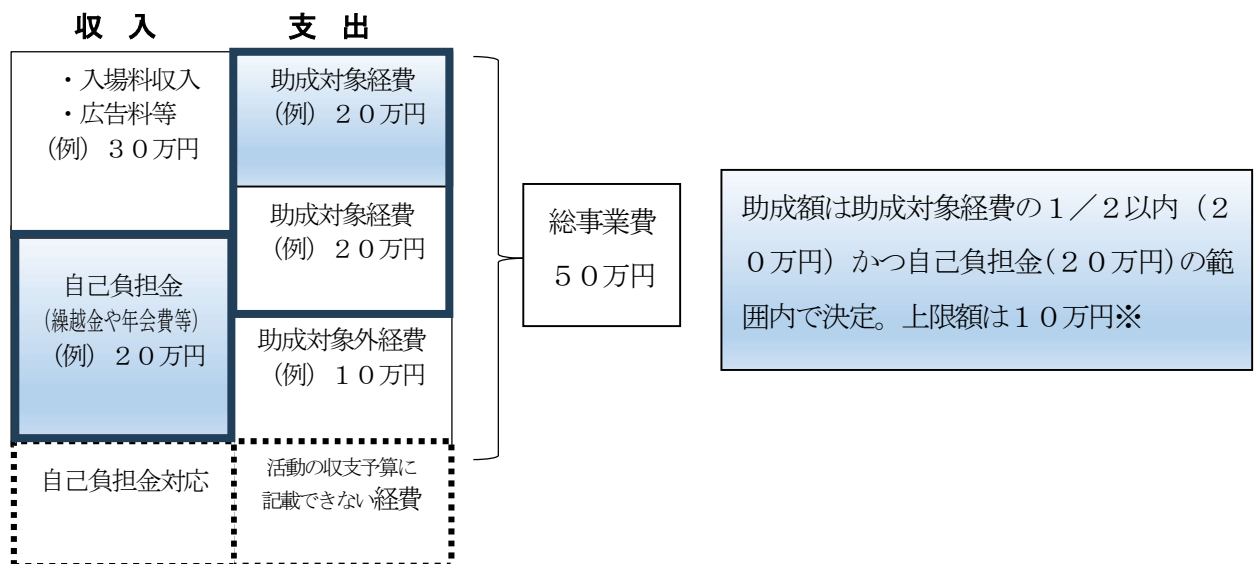 収 入
支 出
・入場料収入
・広告料等
(例) ３０万円
自己負担金
(繰越金や年会費等)
(例) ２０万円
自己負担金対応
助成対象経費
(例) ２０万円
助成対象経費
(例) ２０万円
助成対象外経費
(例) １０万円
活動の収支予算に
記載できない経費
総事業費
５０万円
助成額は助成対象経費の１／２以内（２
０万円）かつ自己負担金(２０万円)の範
囲内で決定。上限額は１０万円※